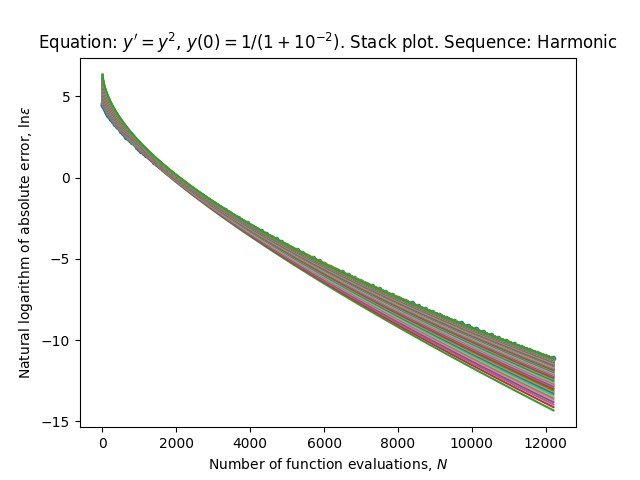 Equation: y′ = y², y(0) = 1/(1 + 10⁻²). Stack plot. Sequence: Harmonic
Natural logarithm of absolute error, lnε
5
0
−5
−10
−15
0 2000 4000 6000 8000 10000 12000
Number of function evaluations, N